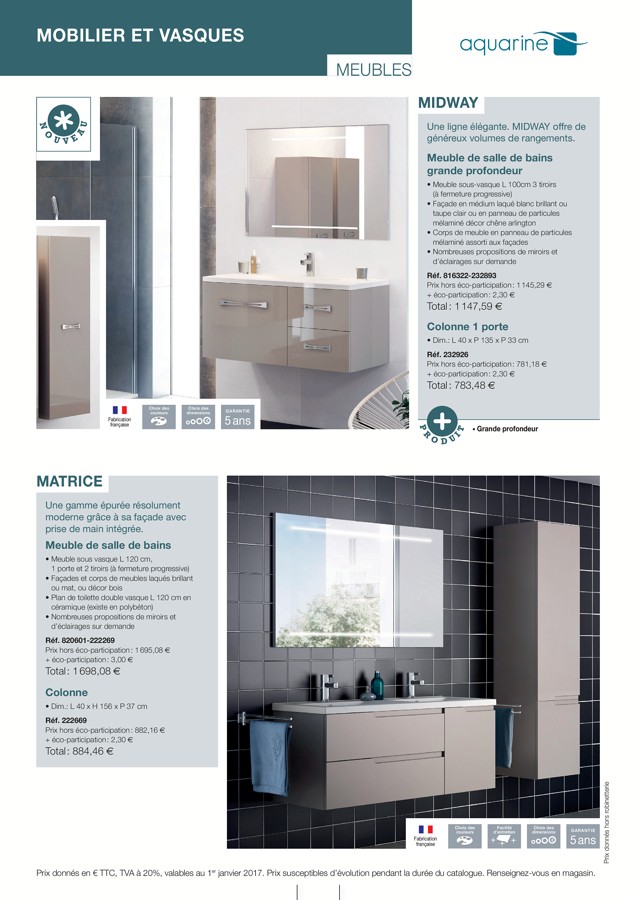 MOBILIER ET VASQUES
aquarine
MEUBLES
NOUVEAU
MIDWAY
Une ligne élégante. MIDWAY offre de
généreux volumes de rangements.
Meuble de salle de bains
grande profondeur
• Meuble sous-vasque L 100cm 3 tiroirs
(à fermeture progressive)
• Façade en médium laqué blanc brillant ou
taupe clair ou en panneau de particules
mélaminé décor chêne arlington
• Corps de meuble en panneau de particules
mélaminé assorti aux façades
• Nombreuses propositions de miroirs et
d'éclairages sur demande
Réf. 816322-232893
Prix hors éco-participation : 1 145,29 €
+ éco-participation : 2,30 €
Total : 1 147,59 €
Colonne 1 porte
• Dim.: L 40 x P 135 x P 33 cm
Réf. 232926
Prix hors éco-participation : 781,18 €
+ éco-participation : 2,30 €
Total : 783,48 €
Fabrication
française
Choix des
couleurs
Choix des
dimensions
GARANTIE
5 ans
PRODUIT
• Grande profondeur
MATRICE
Une gamme épurée résolument
moderne grâce à sa façade avec
prise de main intégrée.
Meuble de salle de bains
• Meuble sous vasque L 120 cm,
1 porte et 2 tiroirs (à fermeture progressive)
• Façades et corps de meubles laqués brillant
ou mat, ou décor bois
• Plan de toilette double vasque L 120 cm en
céramique (existe en polybéton)
• Nombreuses propositions de miroirs et
d'éclairages sur demande
Réf. 820601-222269
Prix hors éco-participation : 1 695,08 €
+ éco-participation : 3,00 €
Total : 1 698,08 €
Colonne
• Dim.: L 40 x H 156 x P 37 cm
Réf. 222669
Prix hors éco-participation : 882,16 €
+ éco-participation : 2,30 €
Total : 884,46 €
Fabrication
française
Choix des
couleurs
Facilité
d'entretien
Choix des
dimensions
GARANTIE
5 ans
Prix donnés hors robinetterie
Prix donnés en € TTC, TVA à 20%, valables au 1er janvier 2017. Prix susceptibles d'évolution pendant la durée du catalogue. Renseignez-vous en magasin.